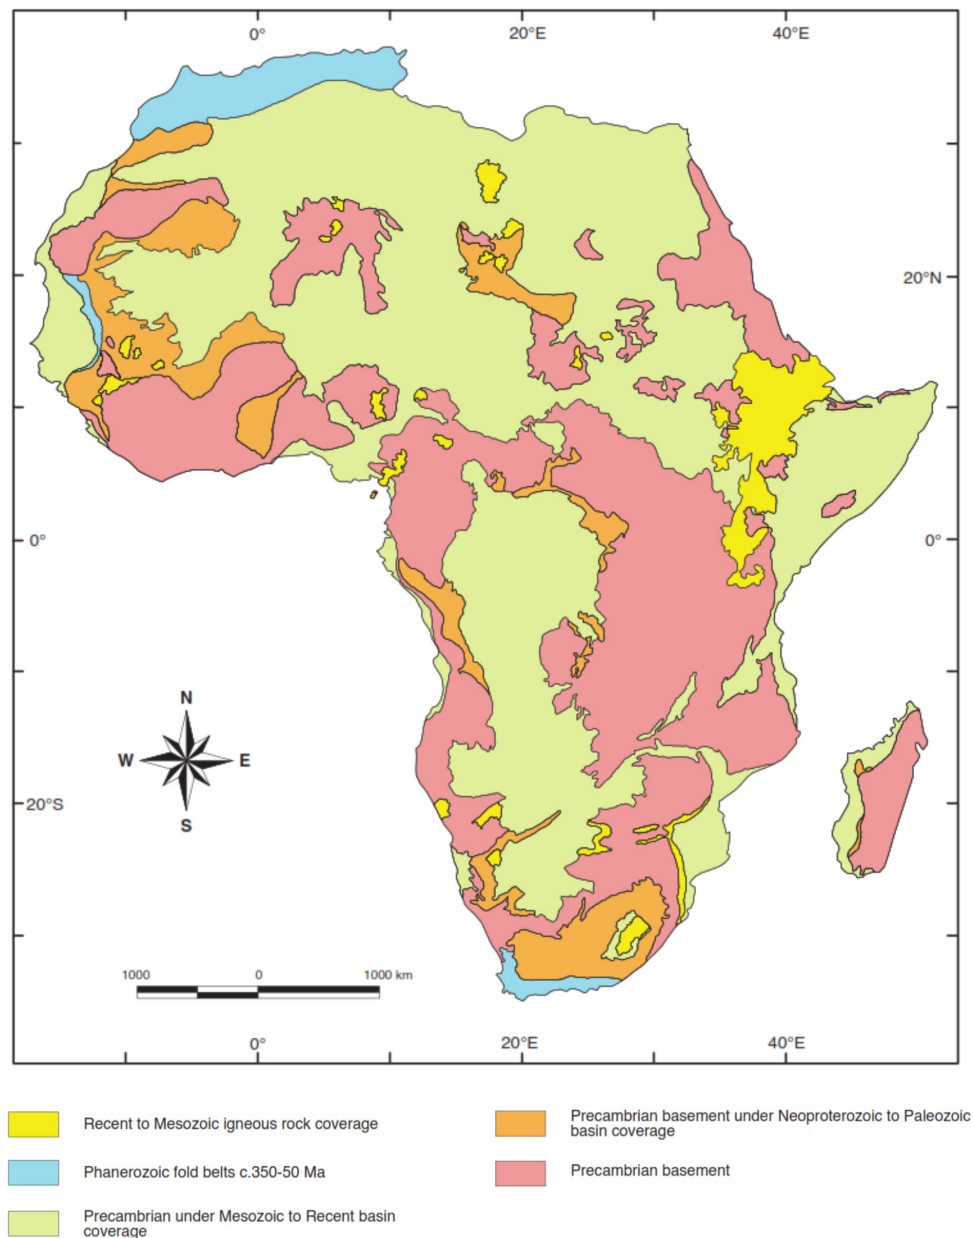 0° 20°E 40°E
20°N
0° 0°
N
W E
S
20°S
1000 0 1000 km
0° 20°E 40°E
Recent to Mesozoic igneous rock coverage
Phanerozoic fold belts c.350-50 Ma
Precambrian under Mesozoic to Recent basin
coverage
Precambrian basement under Neoproterozoic to Paleozoic
basin coverage
Precambrian basement